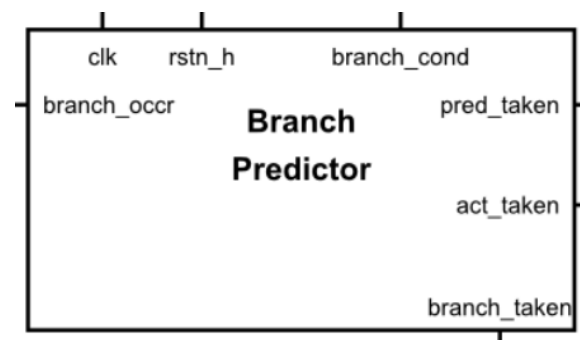 clk rstn_h branch_cond
branch_occr
Branch
Predictor
pred_taken
act_taken
branch_taken